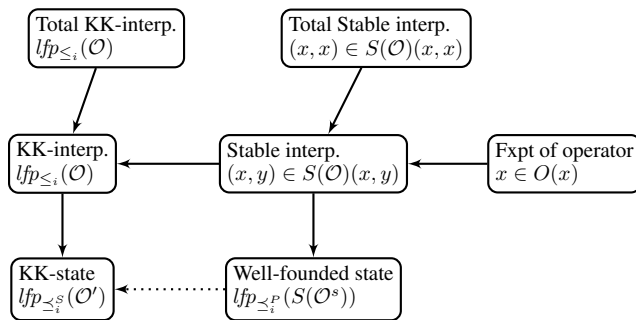 Total KK-interp.
lfp≤ᵢ(𝒪)
Total Stable interp.
(x, x) ∈ S(𝒪)(x, x)
KK-interp.
lfp≤ᵢ(𝒪)
Stable interp.
(x, y) ∈ S(𝒪)(x, y)
Fxpt of operator
x ∈ O(x)
KK-state
lfp⪯ᵢˢ(𝒪′)
Well-founded state
lfp⪯ᵢᴾ(S(𝒪ˢ))